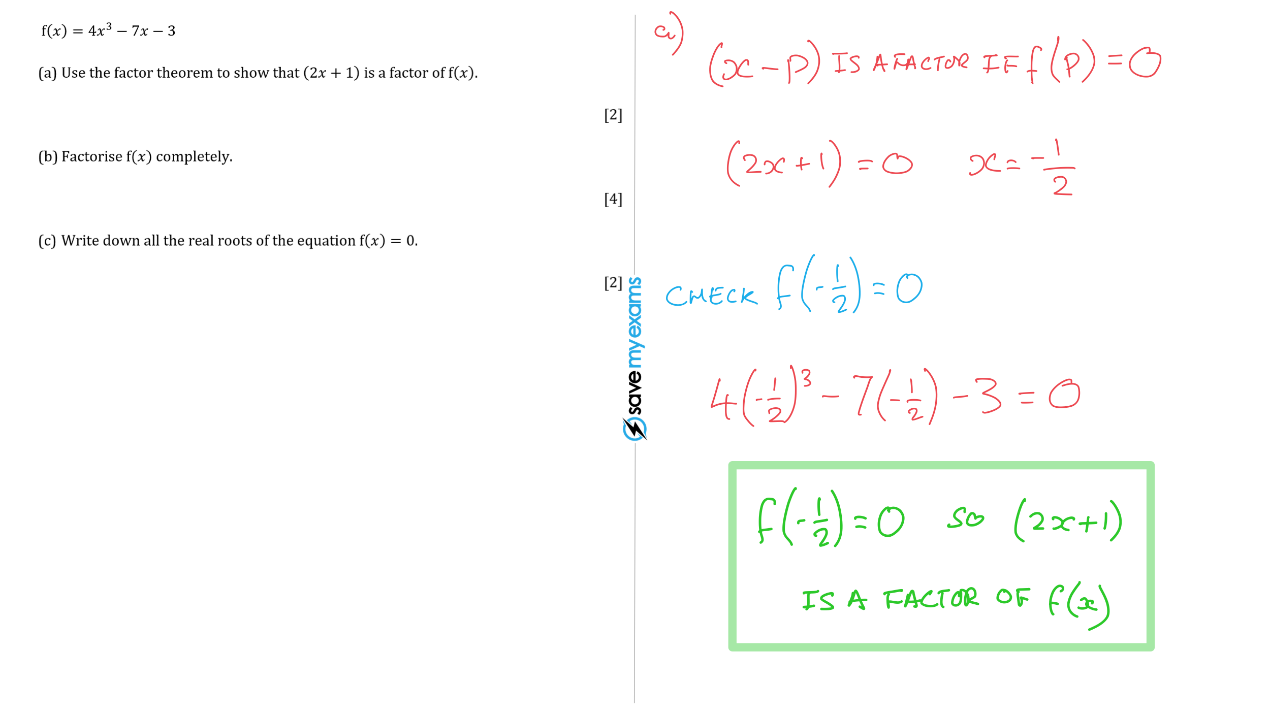 f(x) = 4x³ − 7x − 3
(a) Use the factor theorem to show that (2x + 1) is a factor of f(x).
[2]
(b) Factorise f(x) completely.
[4]
(c) Write down all the real roots of the equation f(x) = 0.
[2]
save my exams
a)
(x − p) IS A FACTOR IF f(p) = 0
(2x + 1) = 0 x = −1/2
CHECK f(−1/2) = 0
4(−1/2)³ − 7(−1/2) − 3 = 0
f(−1/2) = 0 SO (2x+1)
IS A FACTOR OF f(x)